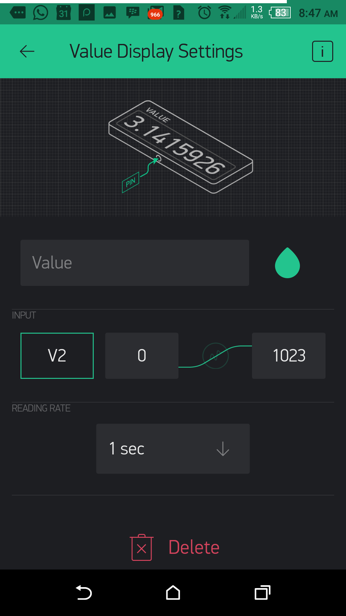 31 966 1.3 KB/s 83 8:47 AM
Value Display Settings
VALUE
3.1415926
PIN
Value
INPUT
V2 0 1023
READING RATE
1 sec
Delete